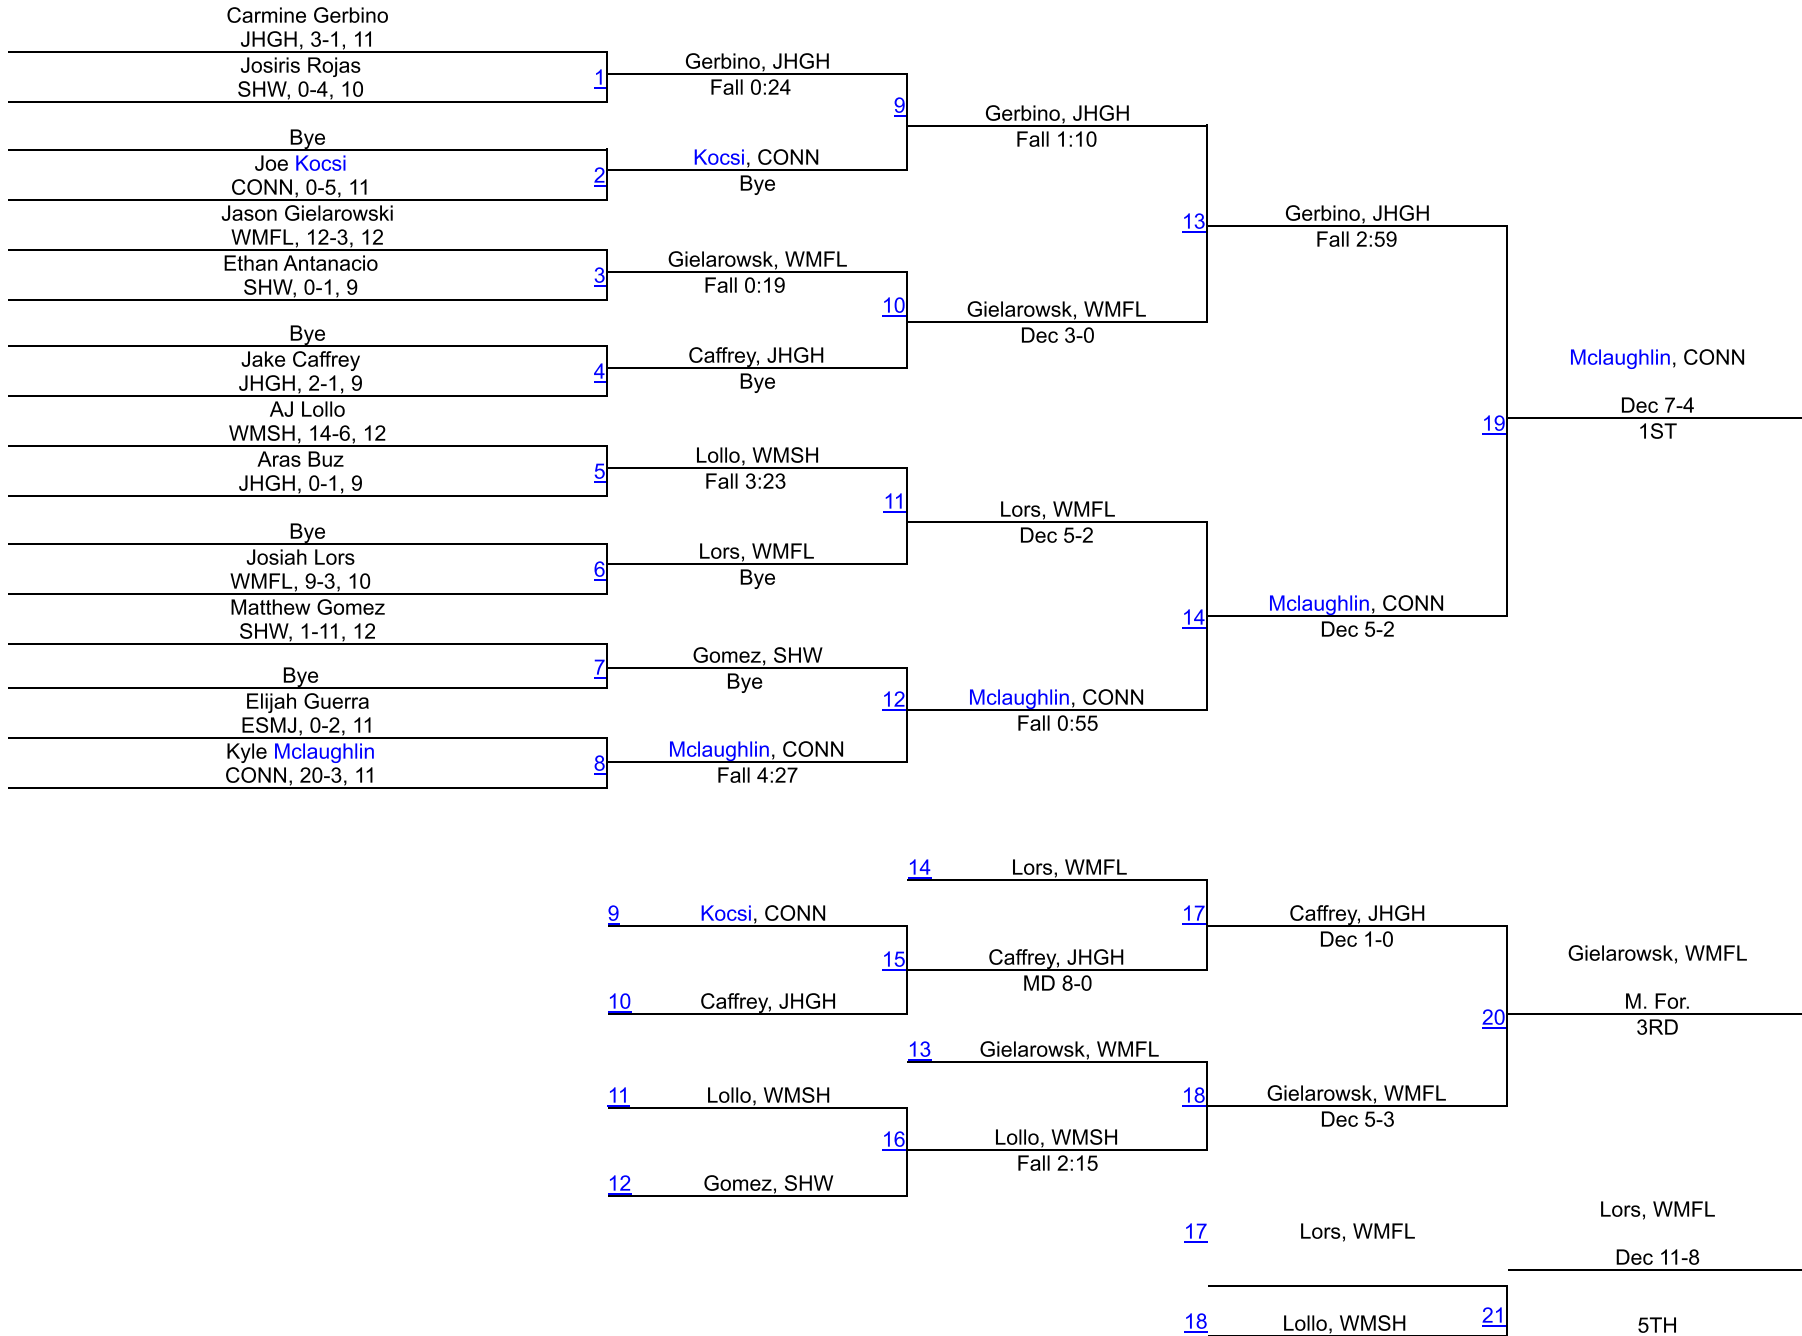 Carmine Gerbino
JHGH, 3-1, 11
Josiris Rojas
SHW, 0-4, 10
1
Bye
Joe Kocsi
CONN, 0-5, 11
2
Jason Gielarowski
WMFL, 12-3, 12
Ethan Antanacio
SHW, 0-1, 9
3
Bye
Jake Caffrey
JHGH, 2-1, 9
4
AJ Lollo
WMSH, 14-6, 12
Aras Buz
JHGH, 0-1, 9
5
Bye
Josiah Lors
WMFL, 9-3, 10
6
Matthew Gomez
SHW, 1-11, 12
7
Bye
Elijah Guerra
ESMJ, 0-2, 11
Kyle Mclaughlin
CONN, 20-3, 11
8
Gerbino, JHGH
Fall 0:24
9
Kocsi, CONN
Bye
Gielarowsk, WMFL
Fall 0:19
10
Caffrey, JHGH
Bye
Lollo, WMSH
Fall 3:23
11
Lors, WMFL
Bye
Gomez, SHW
Bye
12
Mclaughlin, CONN
Fall 4:27
Gerbino, JHGH
Fall 1:10
13
Gielarowsk, WMFL
Dec 3-0
Lors, WMFL
Dec 5-2
14
Mclaughlin, CONN
Fall 0:55
Gerbino, JHGH
Fall 2:59
19
Mclaughlin, CONN
Dec 5-2
Mclaughlin, CONN
Dec 7-4
1ST
14 Lors, WMFL
9 Kocsi, CONN
17
Caffrey, JHGH
Dec 1-0
15
Caffrey, JHGH
MD 8-0
10 Caffrey, JHGH
Gielarowsk, WMFL
M. For.
20
3RD
13 Gielarowsk, WMFL
11 Lollo, WMSH
18
Gielarowsk, WMFL
Dec 5-3
16
Lollo, WMSH
Fall 2:15
12 Gomez, SHW
17 Lors, WMFL
Lors, WMFL
Dec 11-8
18 Lollo, WMSH
21
5TH